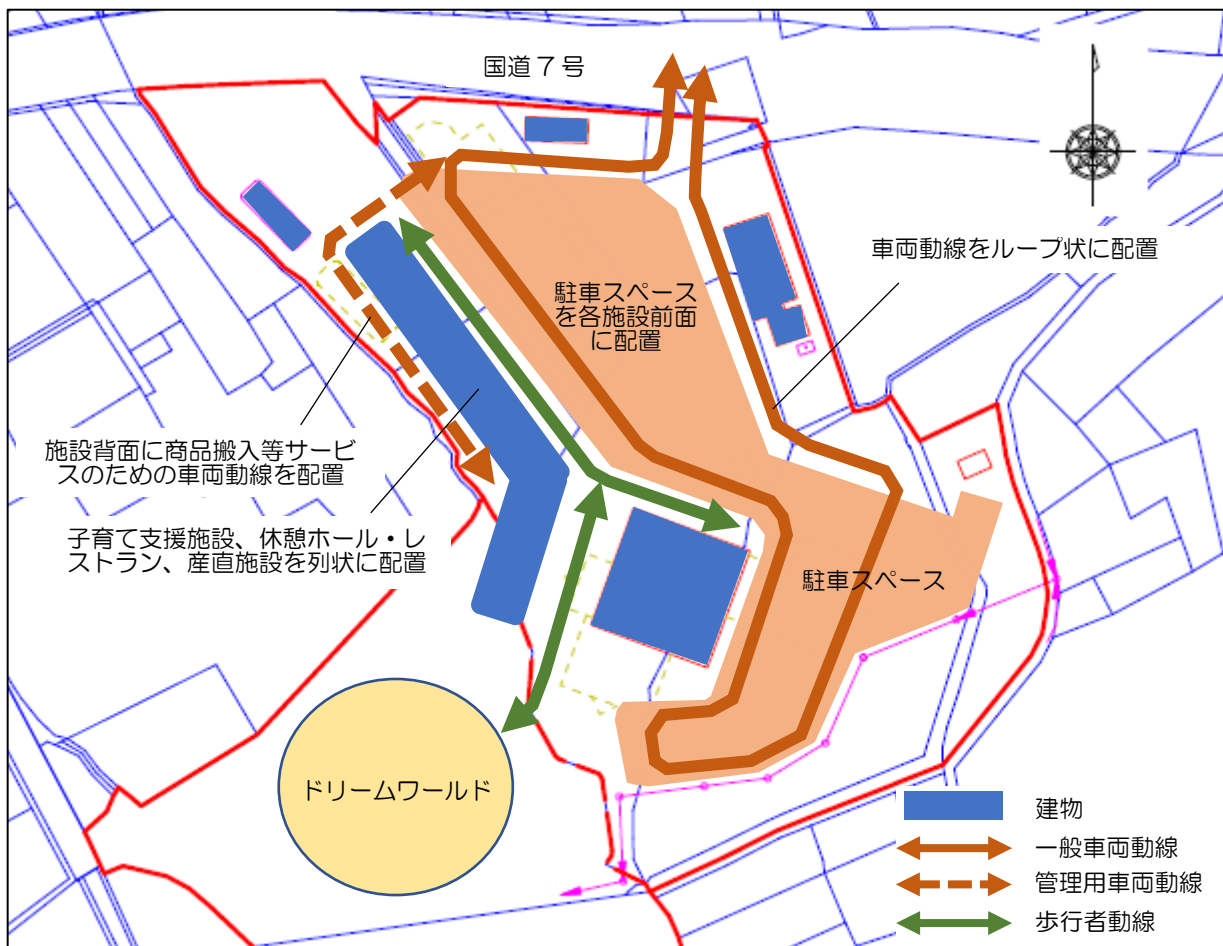 国道７号
車両動線をループ状に配置
駐車スペース
を各施設前面
に配置
施設背面に商品搬入等サービ
スのための車両動線を配置
子育て支援施設、休憩ホール・レ
ストラン、産直施設を列状に配置
駐車スペース
ドリームワールド
建物
一般車両動線
管理用車両動線
歩行者動線